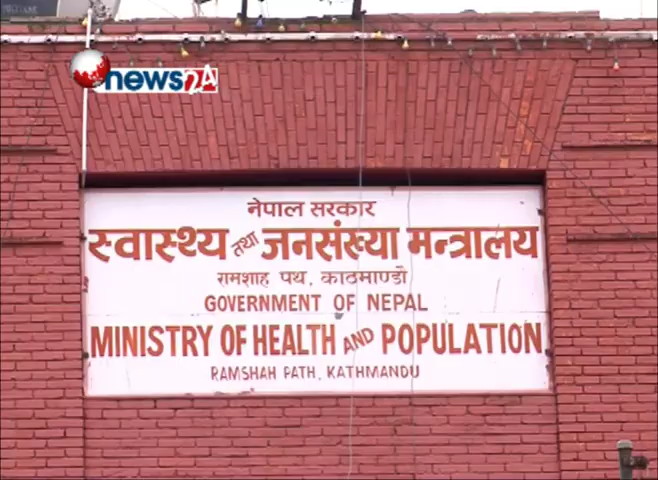 news24
नेपाल सरकार
स्वास्थ्य तथा जनसंख्या मन्त्रालय
रामशाह पथ, काठमाण्डौ
GOVERNMENT OF NEPAL
MINISTRY OF HEALTH AND POPULATION
RAMSHAH PATH, KATHMANDU